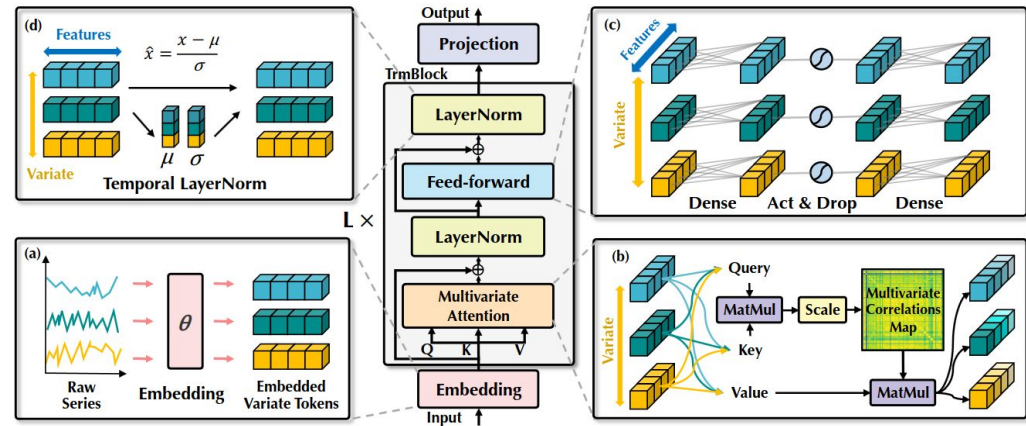 (d)
Features
x̂ = x − μ / σ
μ
σ
Variate
Temporal LayerNorm
Output
Projection
TrmBlock
LayerNorm
Feed-forward
L ×
LayerNorm
Multivariate
Attention
Q
K
V
Embedding
Input
(c)
Features
Variate
Dense
Act & Drop
Dense
(a)
θ
Raw
Series
Embedding
Embedded
Variate Tokens
(b)
Variate
Query
MatMul
Scale
Multivariate
Correlations
Map
Key
Value
MatMul